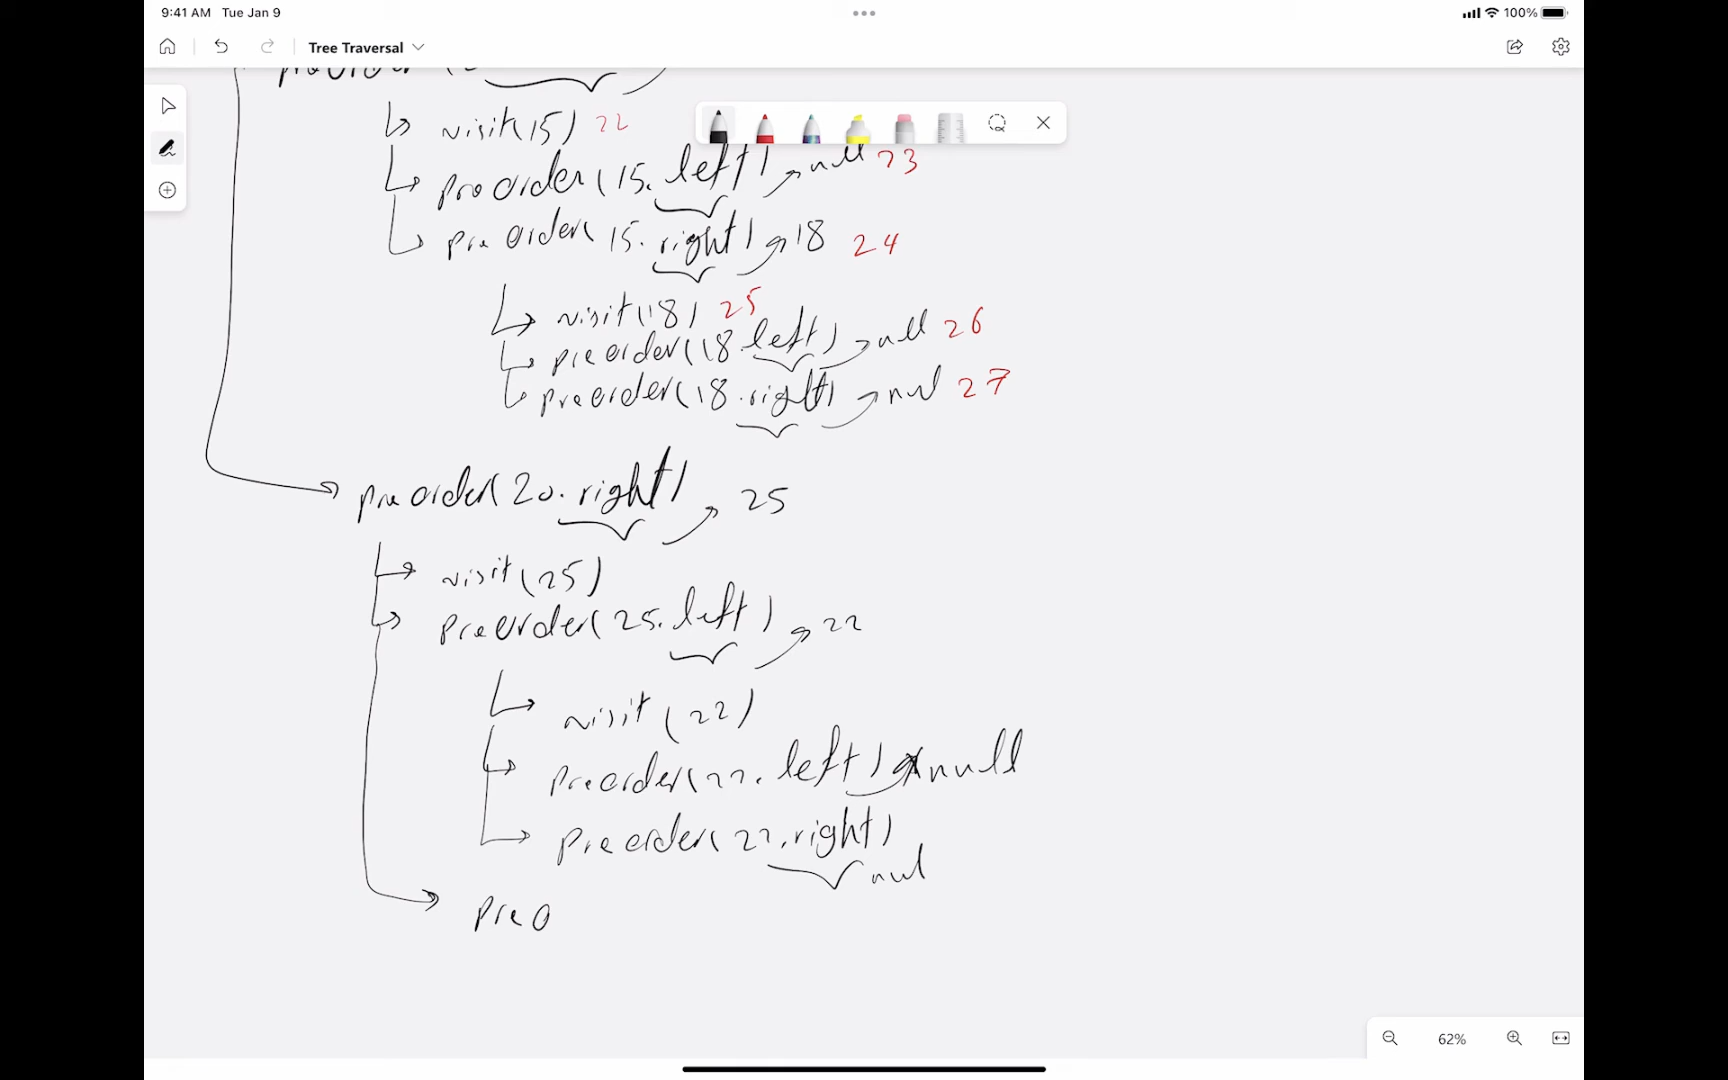 9:41 AM Tue Jan 9
100%
Tree Traversal
preorder(
visit(15) 22
preorder(15.left) null 23
preorder(15.right) 18 24
visit(18) 25
preorder(18.left) null 26
preorder(18.right) null 27
preorder(20.right) 25
visit(25)
preorder(25.left) 22
visit(22)
preorder(22.left) null
preorder(22.right)
null
preo
62%